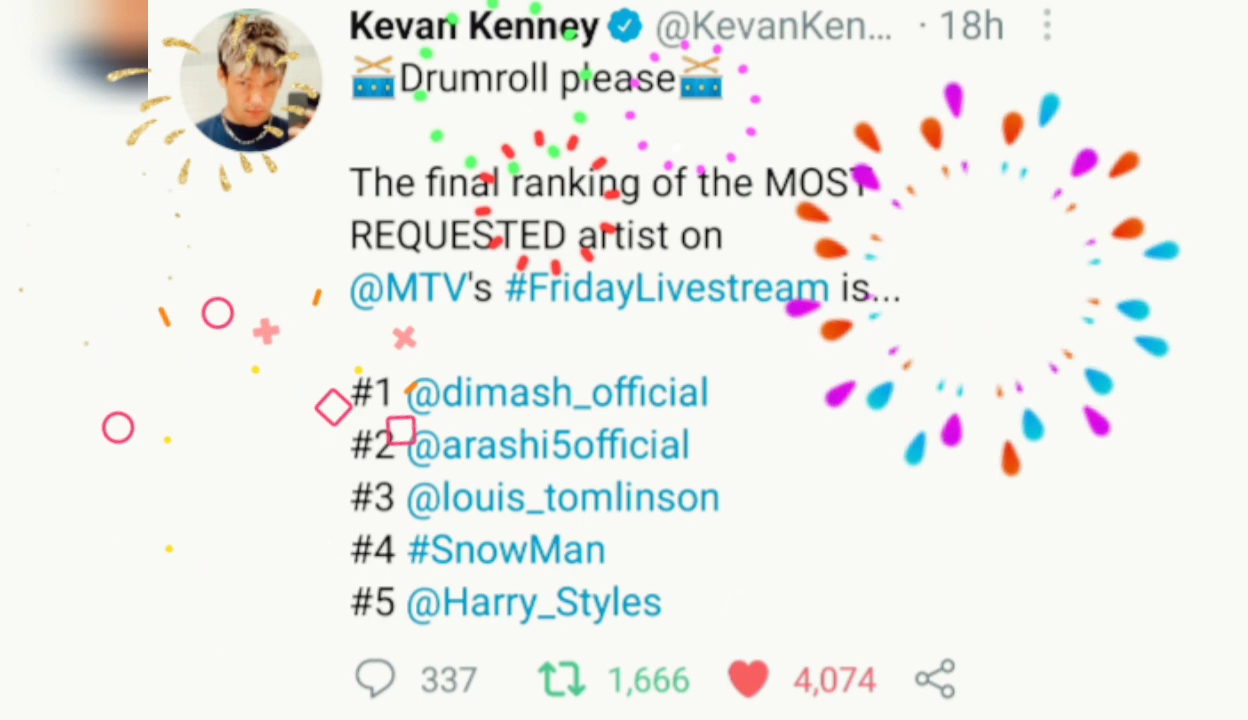 Kevan Kenney @KevanKen... · 18h
🥁Drumroll please🥁
The final ranking of the MOST
REQUESTED artist on
@MTV's #FridayLivestream is...
#1 @dimash_official
#2 @arashi5official
#3 @louis_tomlinson
#4 #SnowMan
#5 @Harry_Styles
337 1,666 4,074